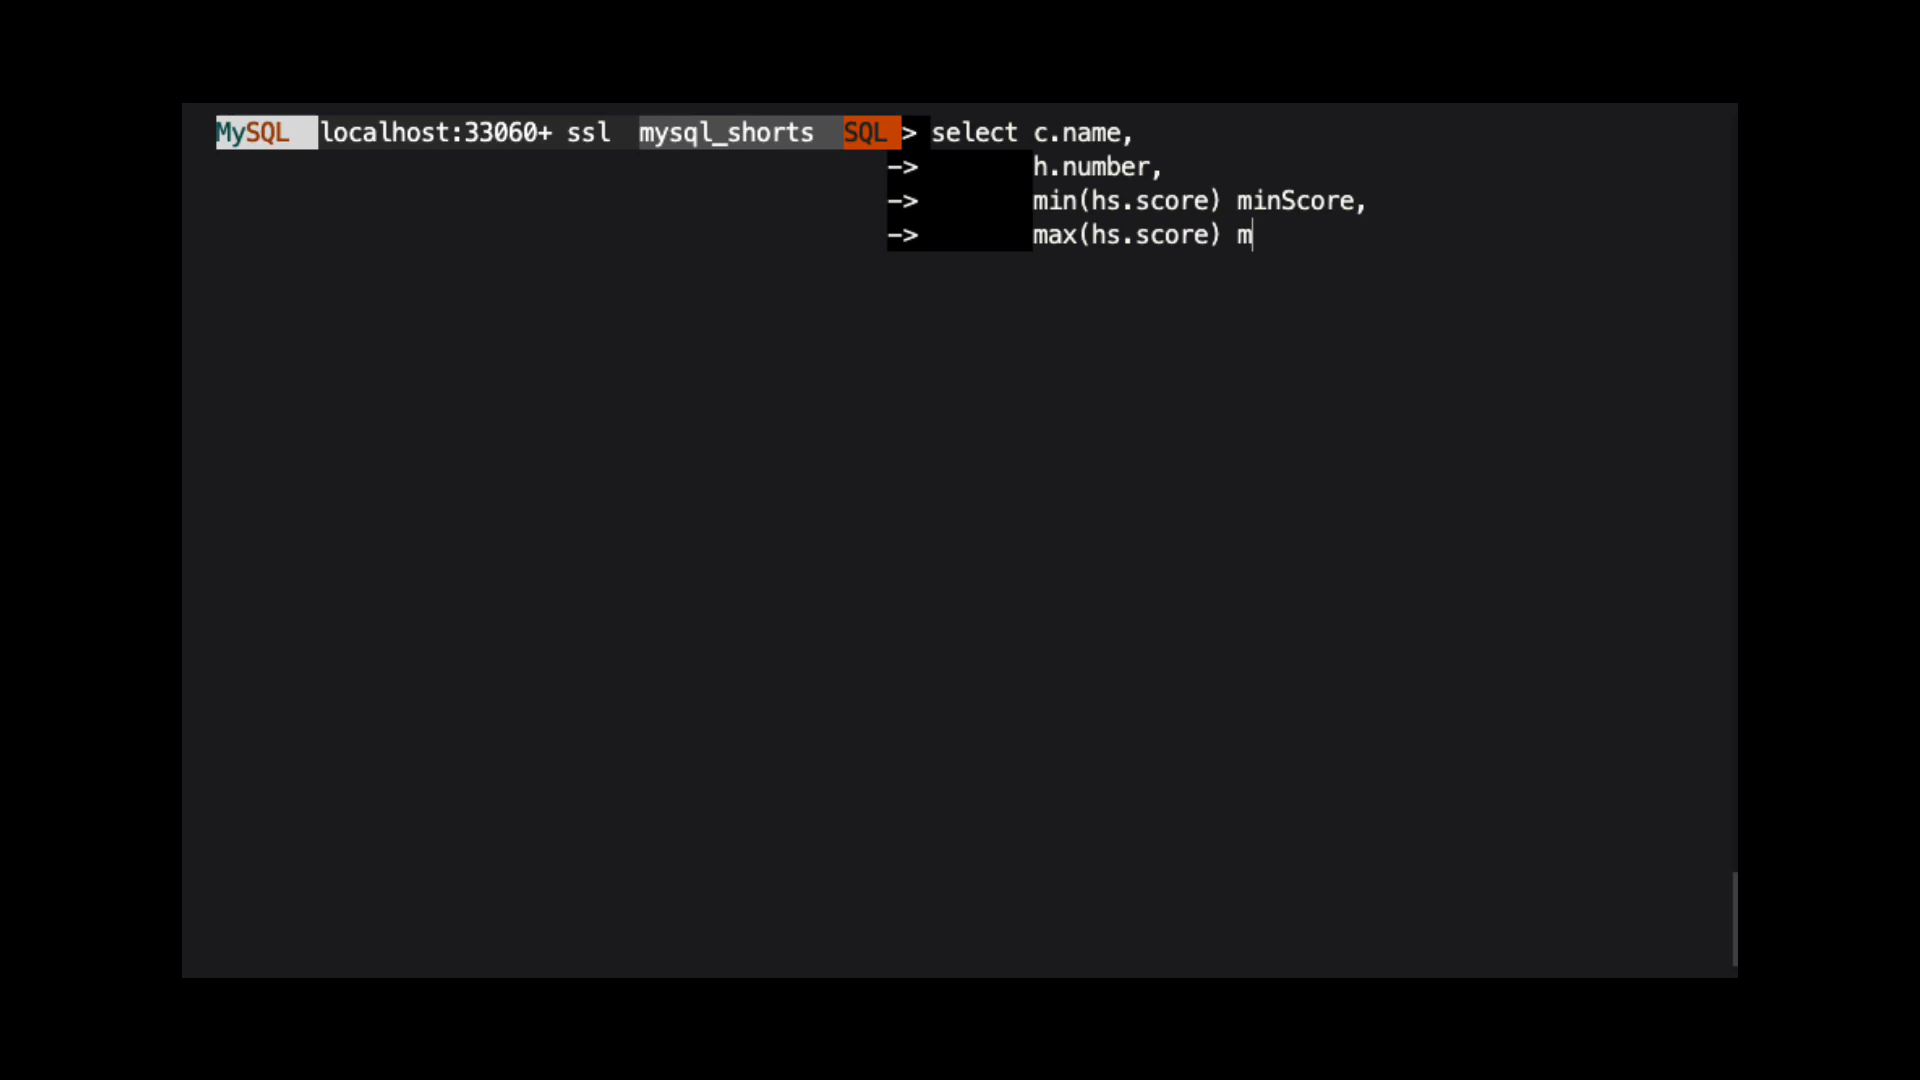 MySQL localhost:33060+ ssl mysql_shorts SQL > select c.name,
-> h.number,
-> min(hs.score) minScore,
-> max(hs.score) m